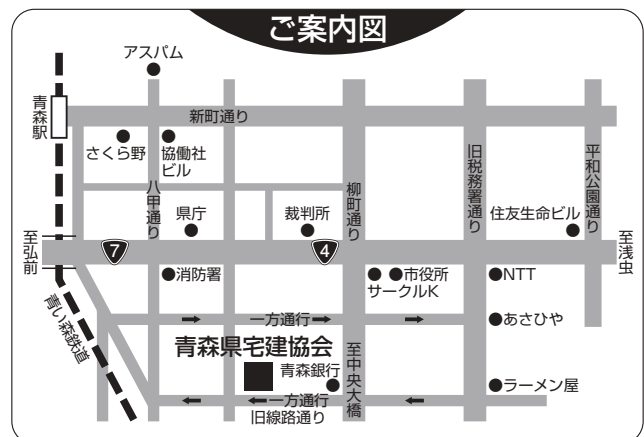 ご案内図
アスパム
青森駅
新町通り
さくら野
協働社
ビル
八甲通り
柳町通り
旧税務署通り
平和公園通り
県庁
裁判所
住友生命ビル
至弘前
7
4
至浅虫
消防署
市役所
サークルK
NTT
青い森鉄道
一方通行
あさひや
青森県宅建協会
至中央大橋
青森銀行
ラーメン屋
一方通行
旧線路通り